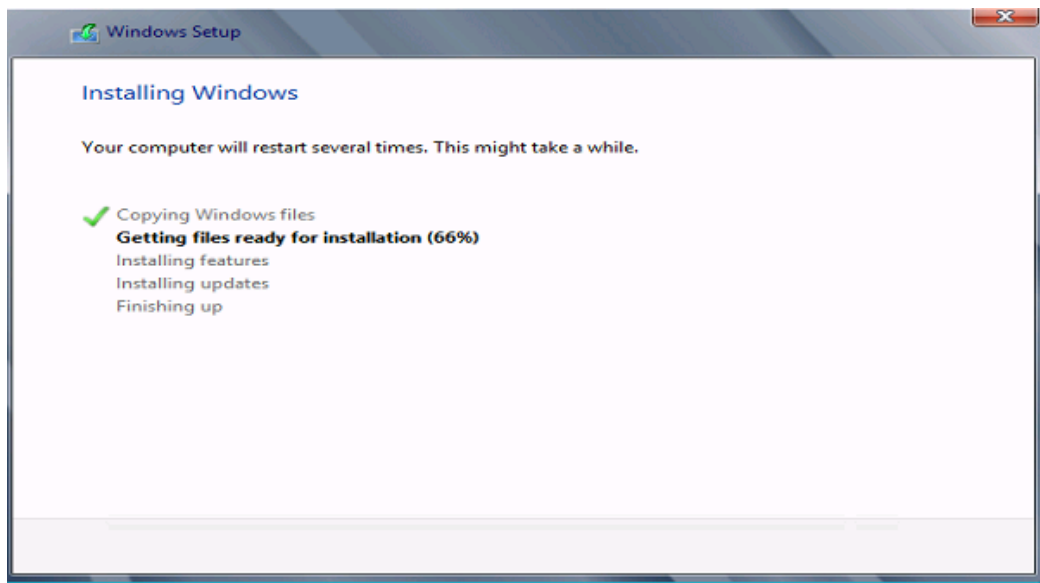 Windows Setup
Installing Windows
Your computer will restart several times. This might take a while.
Copying Windows files
Getting files ready for installation (66%)
Installing features
Installing updates
Finishing up